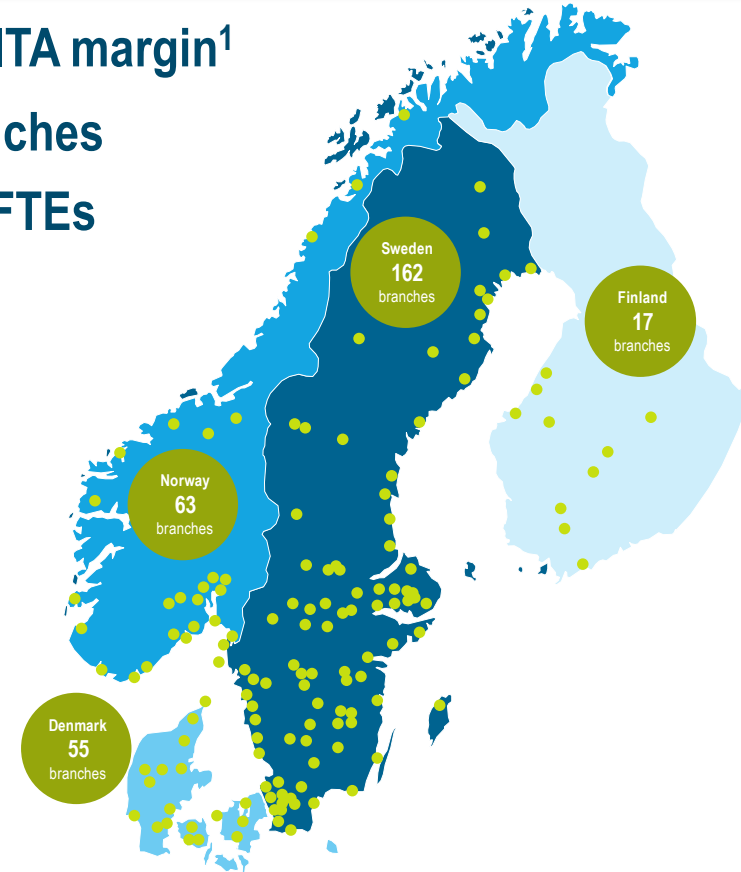 ITA margin¹
ches
FTEs
Sweden
162
branches
Finland
17
branches
Norway
63
branches
Denmark
55
branches